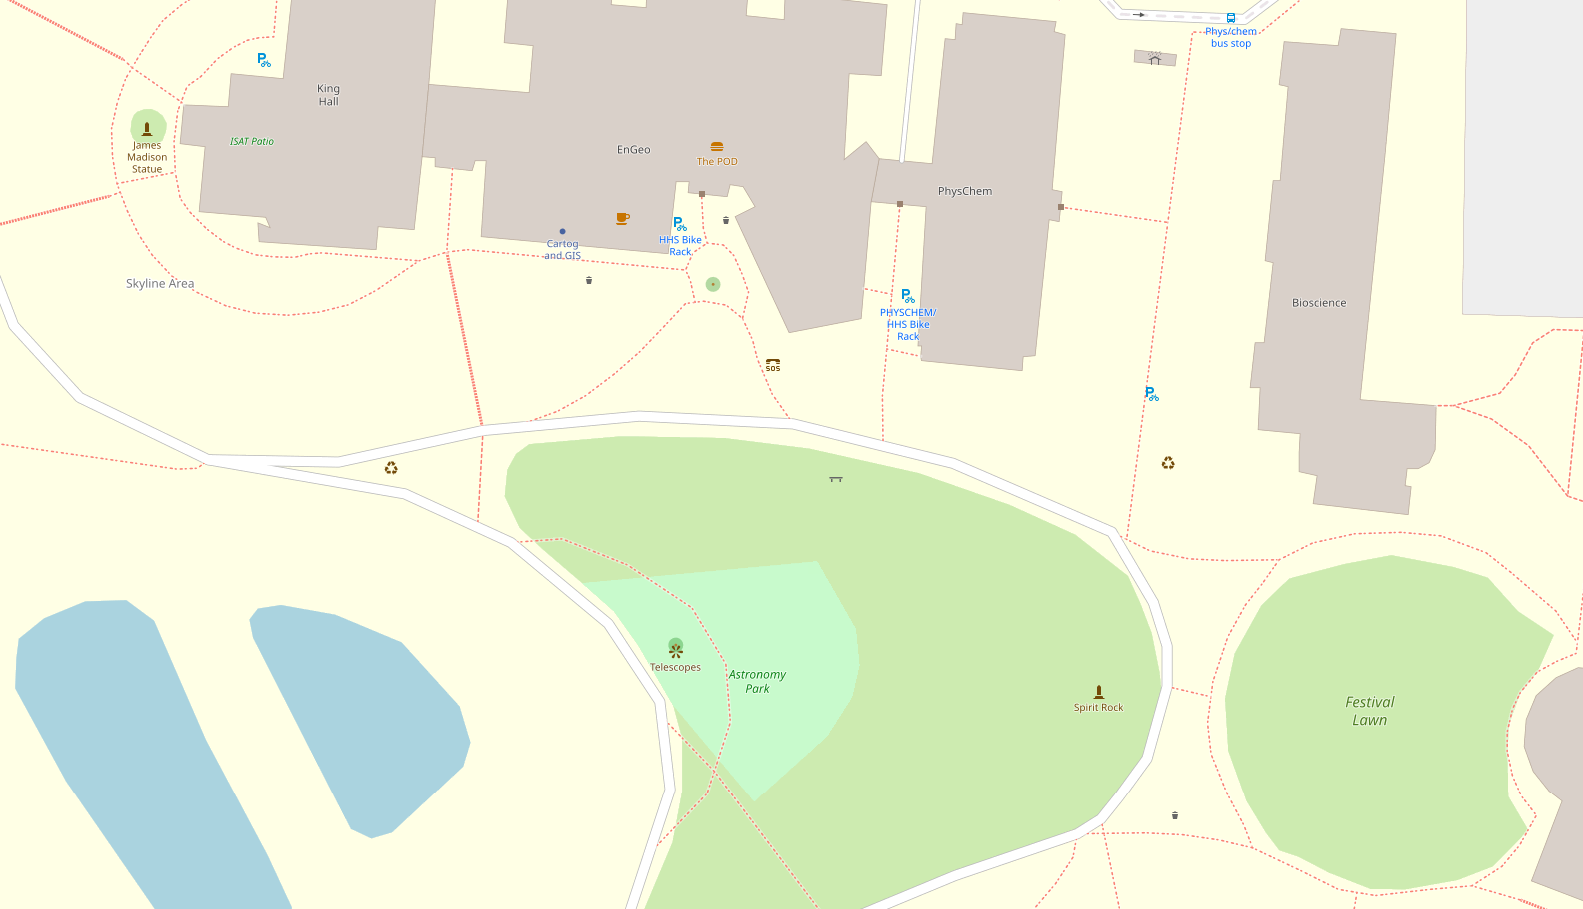 Phys/chem
bus stop
King
Hall
ISAT Patio
James
Madison
Statue
EnGeo
The POD
PhysChem
HHS Bike
Rack
Cartog
and GIS
Skyline Area
PHYSCHEM/
HHS Bike
Rack
Bioscience
SOS
Telescopes
Astronomy
Park
Spirit Rock
Festival
Lawn